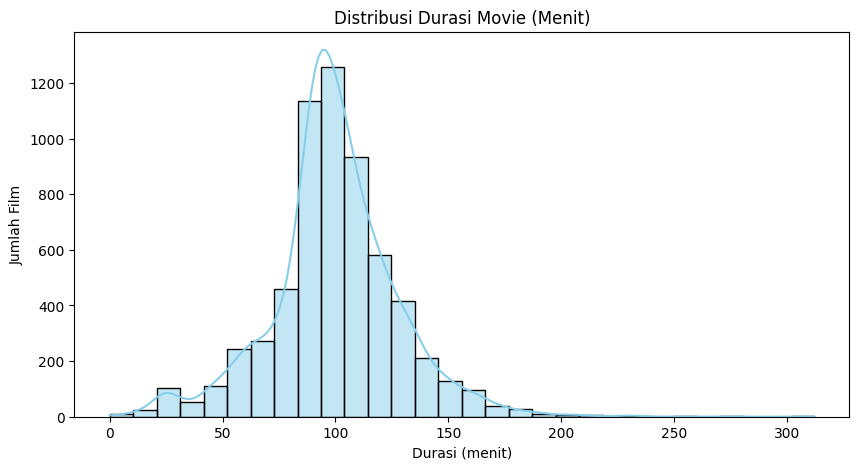 Distribusi Durasi Movie (Menit)
1200
1000
800
600
400
200
0
Jumlah Film
0 50 100 150 200 250 300
Durasi (menit)